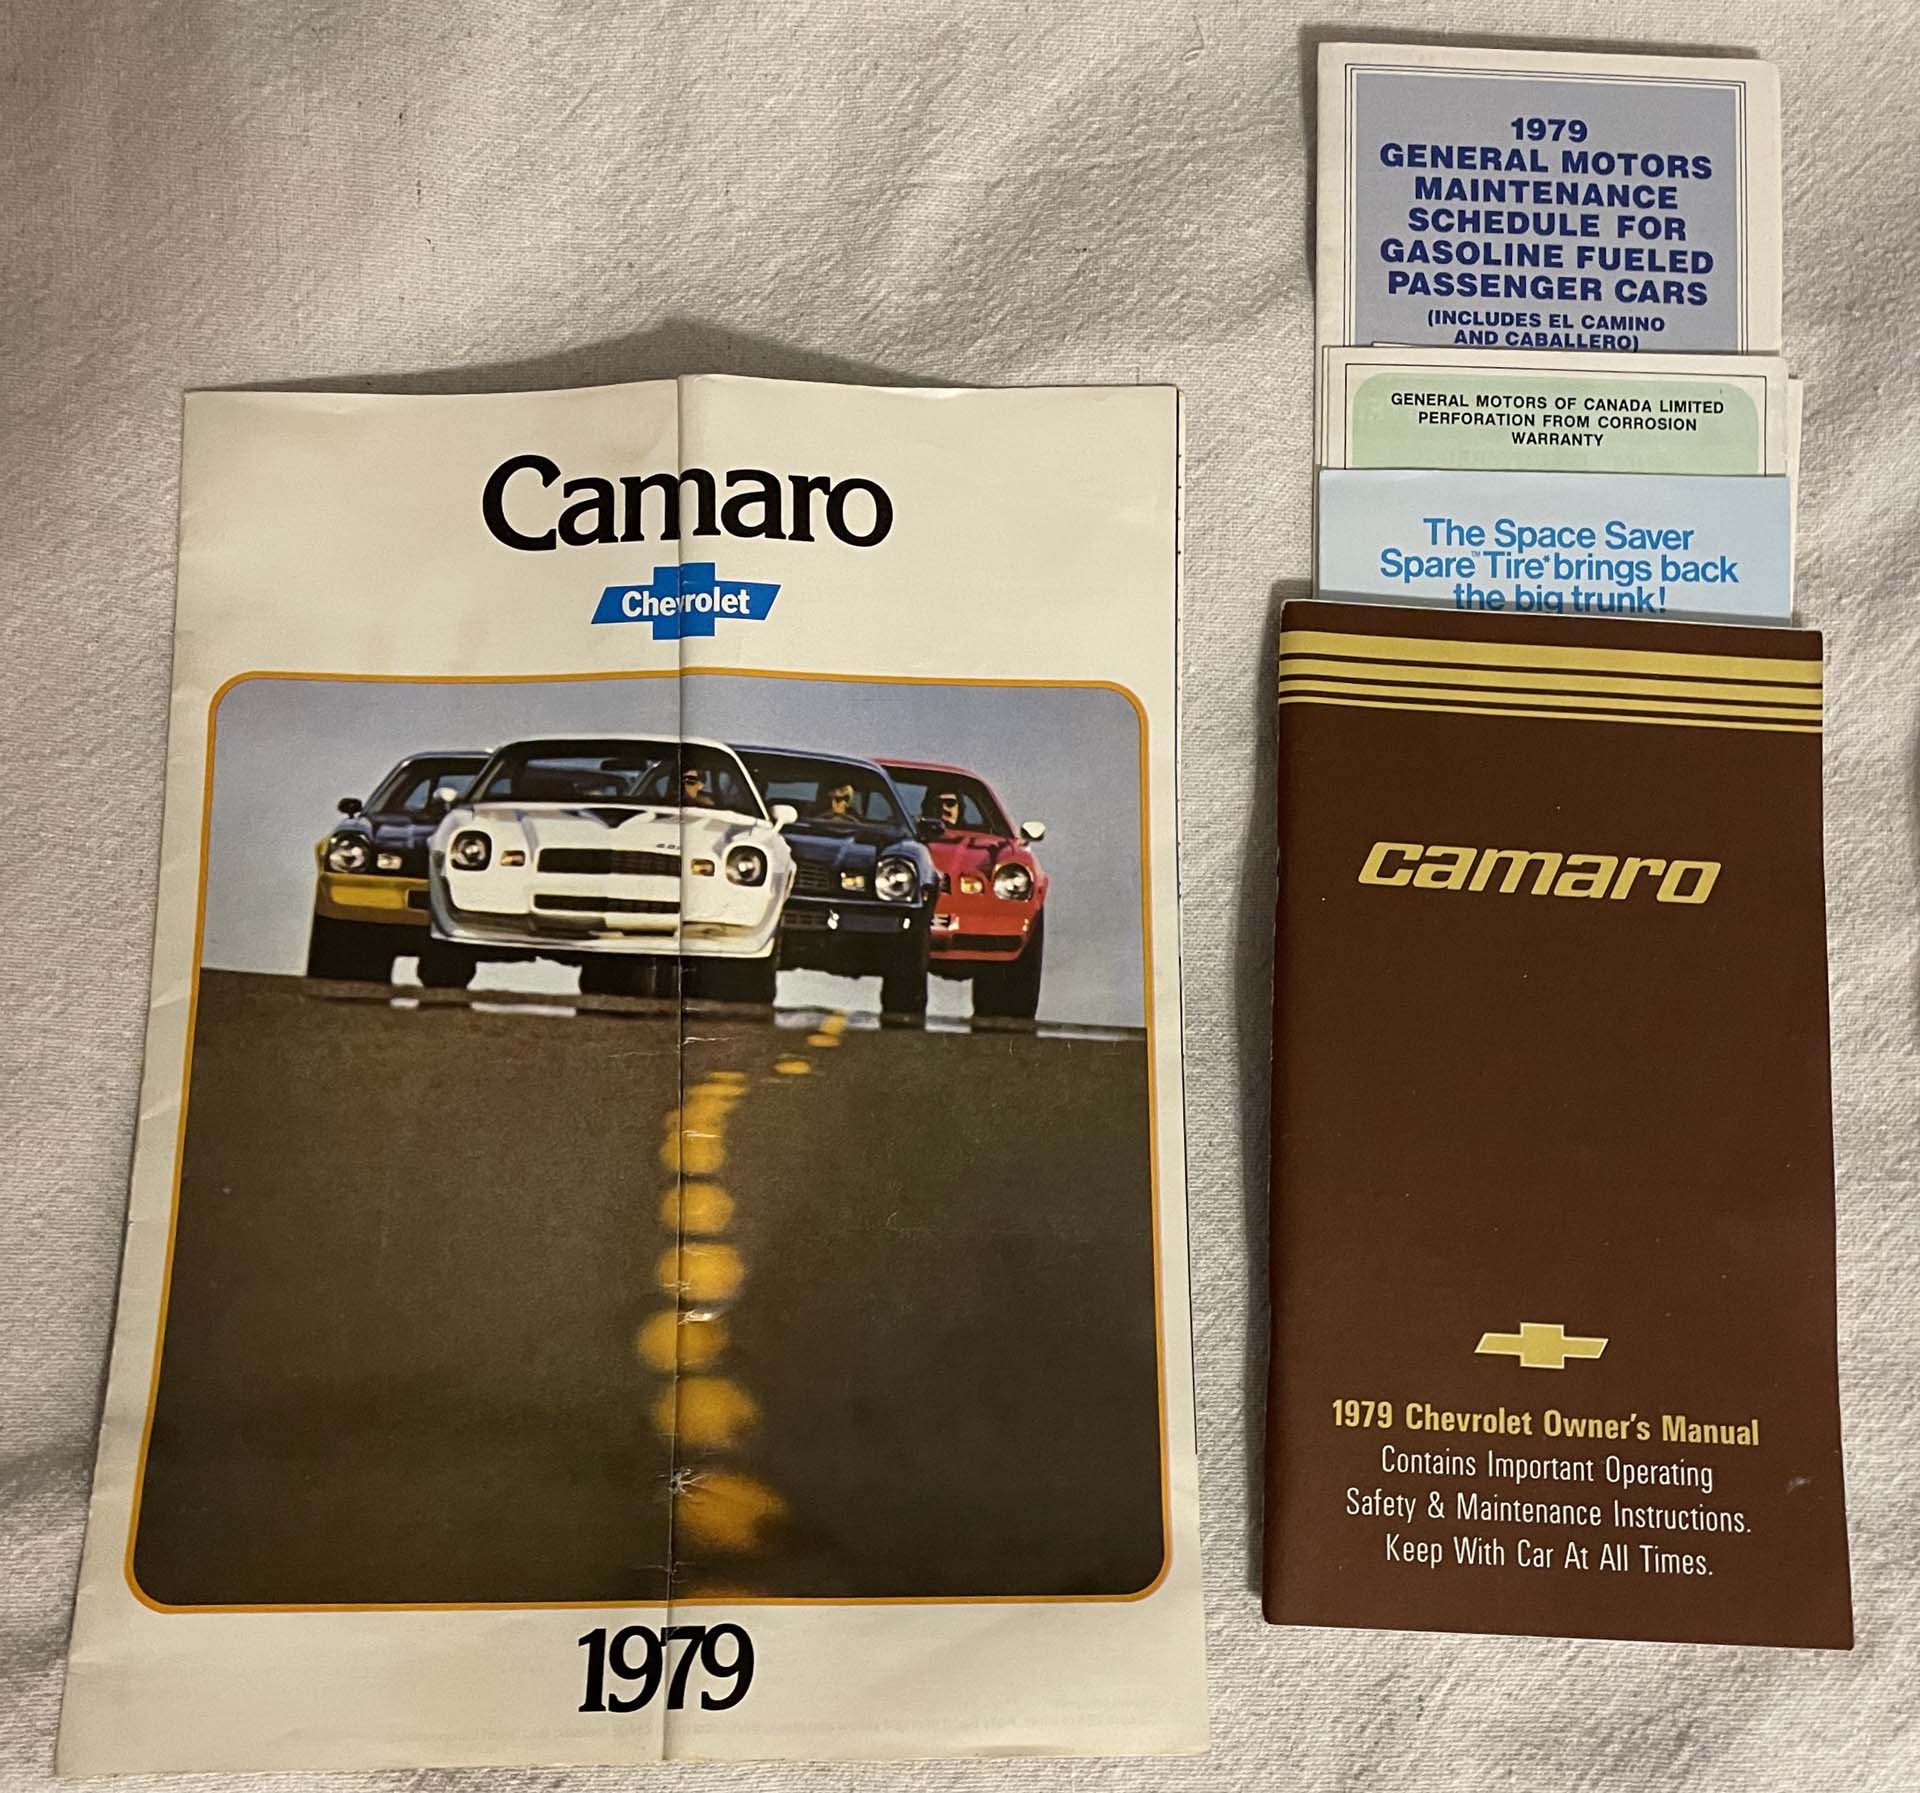 Camaro
Chevrolet
1979
1979
GENERAL MOTORS
MAINTENANCE
SCHEDULE FOR
GASOLINE FUELED
PASSENGER CARS
(INCLUDES EL CAMINO
AND CABALLERO)
GENERAL MOTORS OF CANADA LIMITED
PERFORATION FROM CORROSION
WARRANTY
The Space Saver
Spare™Tire*brings back
the big trunk!
camaro
1979 Chevrolet Owner's Manual
Contains Important Operating
Safety & Maintenance Instructions.
Keep With Car At All Times.